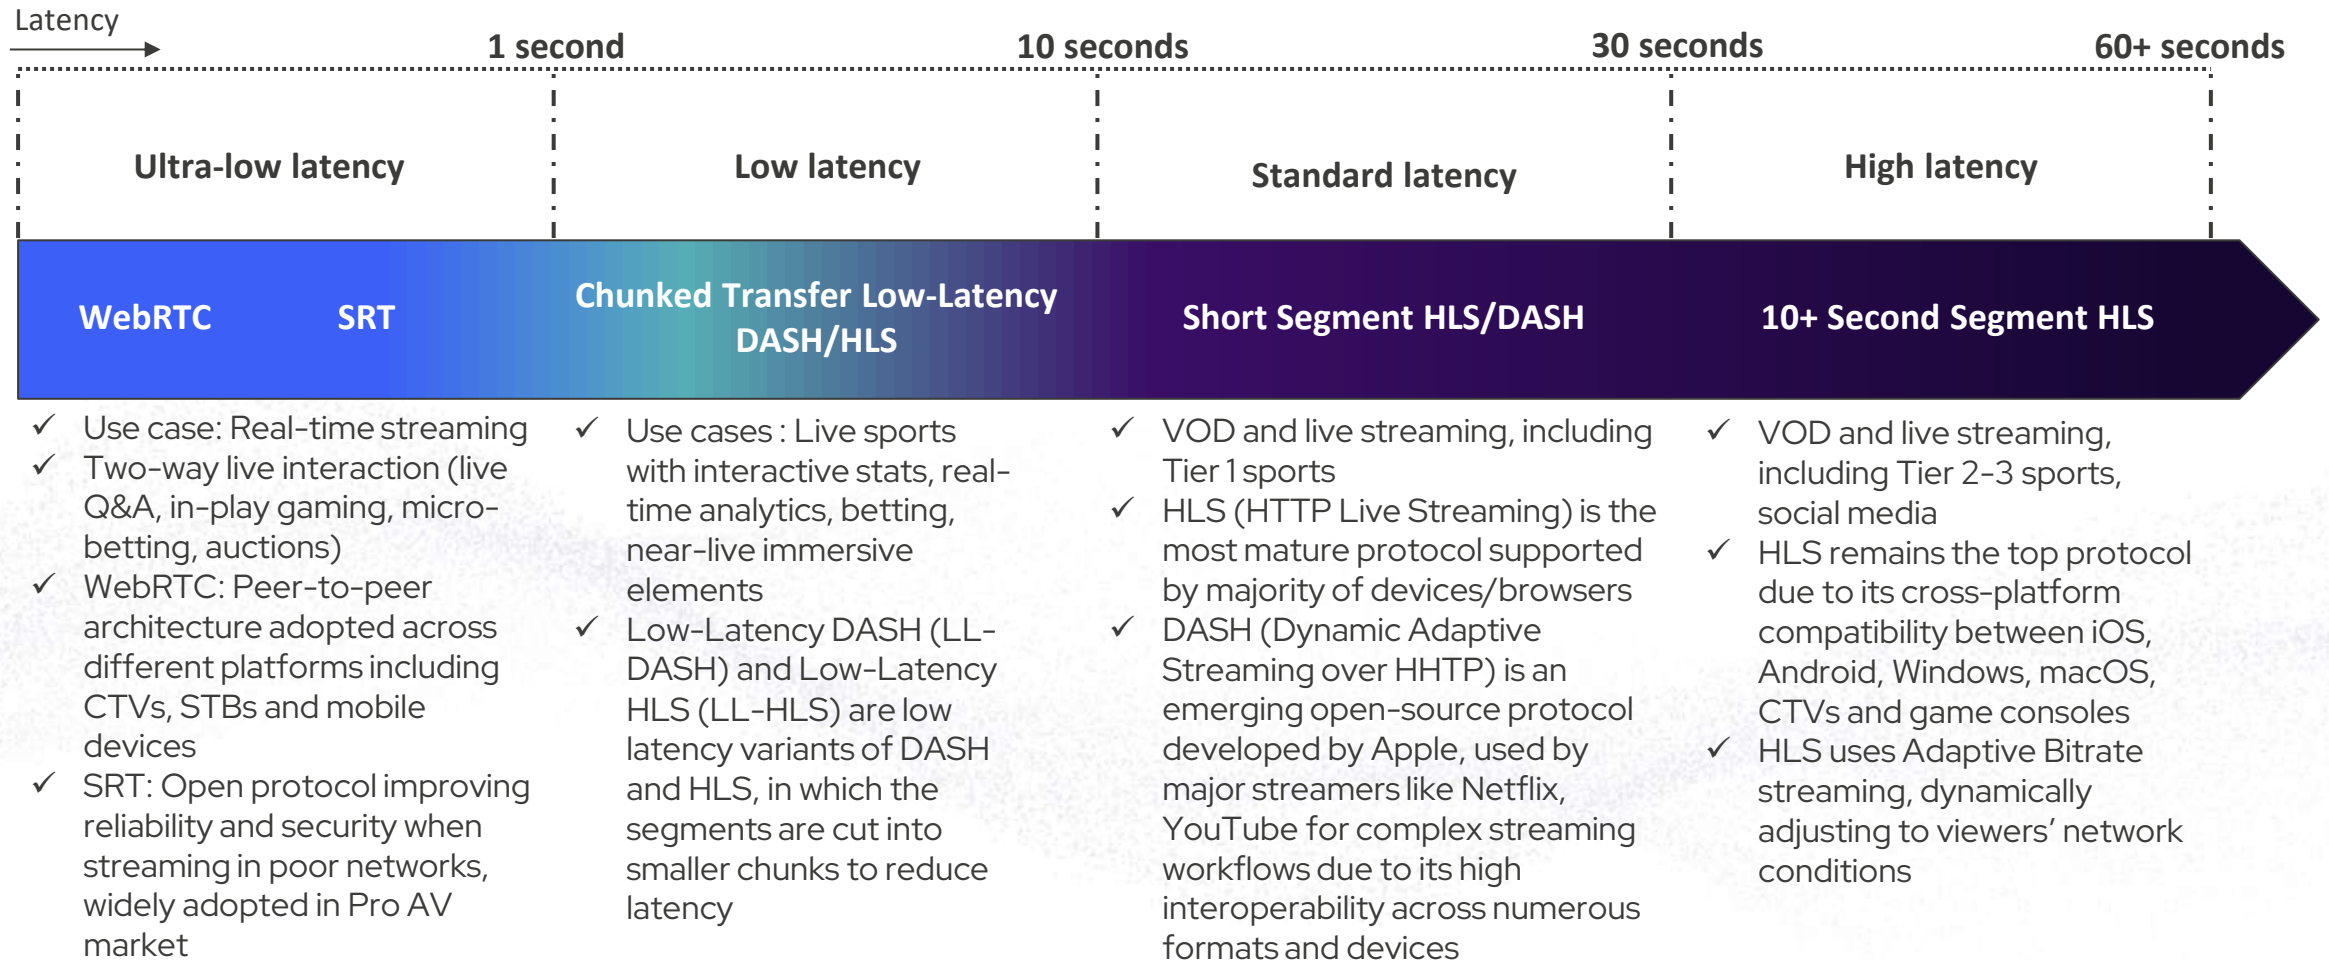 Latency
1 second
10 seconds
30 seconds
60+ seconds
Ultra-low latency
Low latency
Standard latency
High latency
WebRTC
SRT
Chunked Transfer Low-Latency
DASH/HLS
Short Segment HLS/DASH
10+ Second Segment HLS
✓ Use case: Real-time streaming
✓ Two-way live interaction (live
Q&A, in-play gaming, micro-
betting, auctions)
✓ WebRTC: Peer-to-peer
architecture adopted across
different platforms including
CTVs, STBs and mobile
devices
✓ SRT: Open protocol improving
reliability and security when
streaming in poor networks,
widely adopted in Pro AV
market
✓ Use cases : Live sports
with interactive stats, real-
time analytics, betting,
near-live immersive
elements
✓ Low-Latency DASH (LL-
DASH) and Low-Latency
HLS (LL-HLS) are low
latency variants of DASH
and HLS, in which the
segments are cut into
smaller chunks to reduce
latency
✓ VOD and live streaming, including
Tier 1 sports
✓ HLS (HTTP Live Streaming) is the
most mature protocol supported
by majority of devices/browsers
✓ DASH (Dynamic Adaptive
Streaming over HHTP) is an
emerging open-source protocol
developed by Apple, used by
major streamers like Netflix,
YouTube for complex streaming
workflows due to its high
interoperability across numerous
formats and devices
✓ VOD and live streaming,
including Tier 2-3 sports,
social media
✓ HLS remains the top protocol
due to its cross-platform
compatibility between iOS,
Android, Windows, macOS,
CTVs and game consoles
✓ HLS uses Adaptive Bitrate
streaming, dynamically
adjusting to viewers' network
conditions